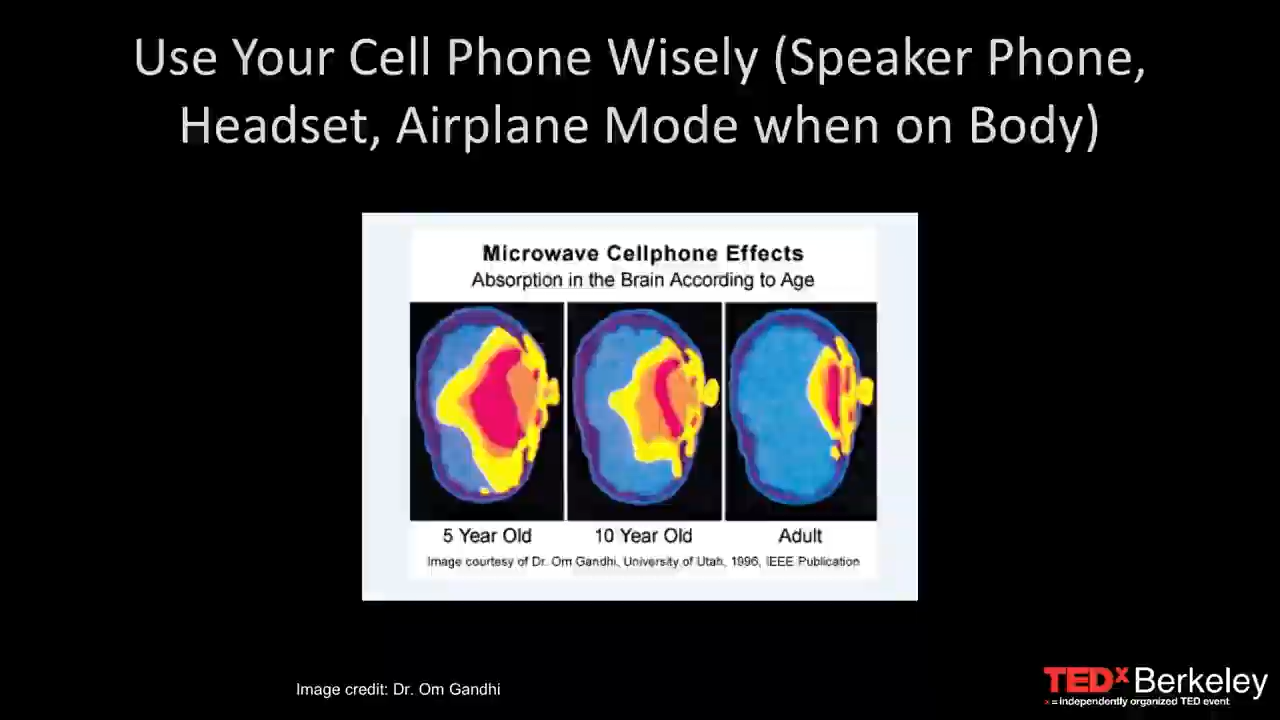 Use Your Cell Phone Wisely (Speaker Phone,
Headset, Airplane Mode when on Body)
Microwave Cellphone Effects
Absorption in the Brain According to Age
5 Year Old
10 Year Old
Adult
Image courtesy of Dr. Om Gandhi, University of Utah, 1996, IEEE Publication
Image credit: Dr. Om Gandhi
TEDx Berkeley
x = independently organized TED event